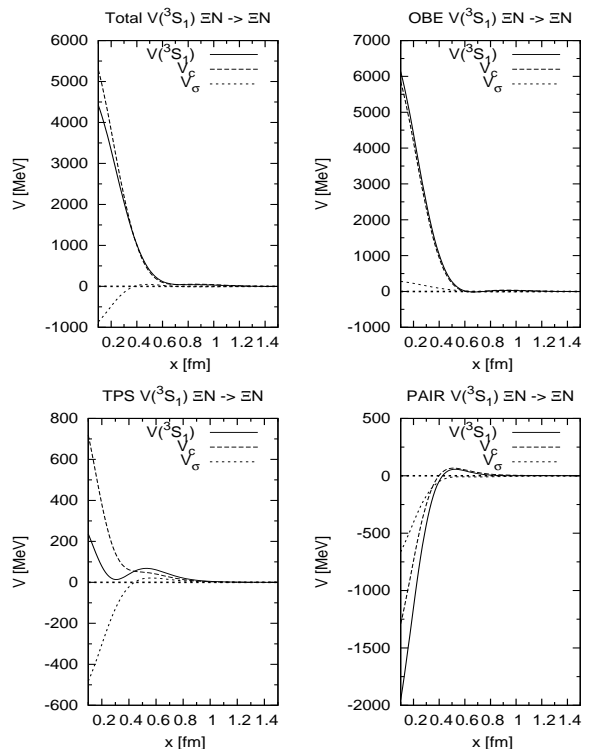 Total V(³S₁) ΞN -> ΞN
V(³S₁)
V_c
V_σ
6000
5000
4000
3000
2000
1000
0
-1000
V [MeV]
0.2 0.4 0.6 0.8 1 1.2 1.4
x [fm]
OBE V(³S₁) ΞN -> ΞN
V(³S₁)
V_c
V_σ
7000
6000
5000
4000
3000
2000
1000
0
-1000
V [MeV]
0.2 0.4 0.6 0.8 1 1.2 1.4
x [fm]
TPS V(³S₁) ΞN -> ΞN
V(³S₁)
V_c
V_σ
800
600
400
200
0
-200
-400
-600
V [MeV]
0.2 0.4 0.6 0.8 1 1.2 1.4
x [fm]
PAIR V(³S₁) ΞN -> ΞN
V(³S₁)
V_c
V_σ
500
0
-500
-1000
-1500
-2000
V [MeV]
0.2 0.4 0.6 0.8 1 1.2 1.4
x [fm]